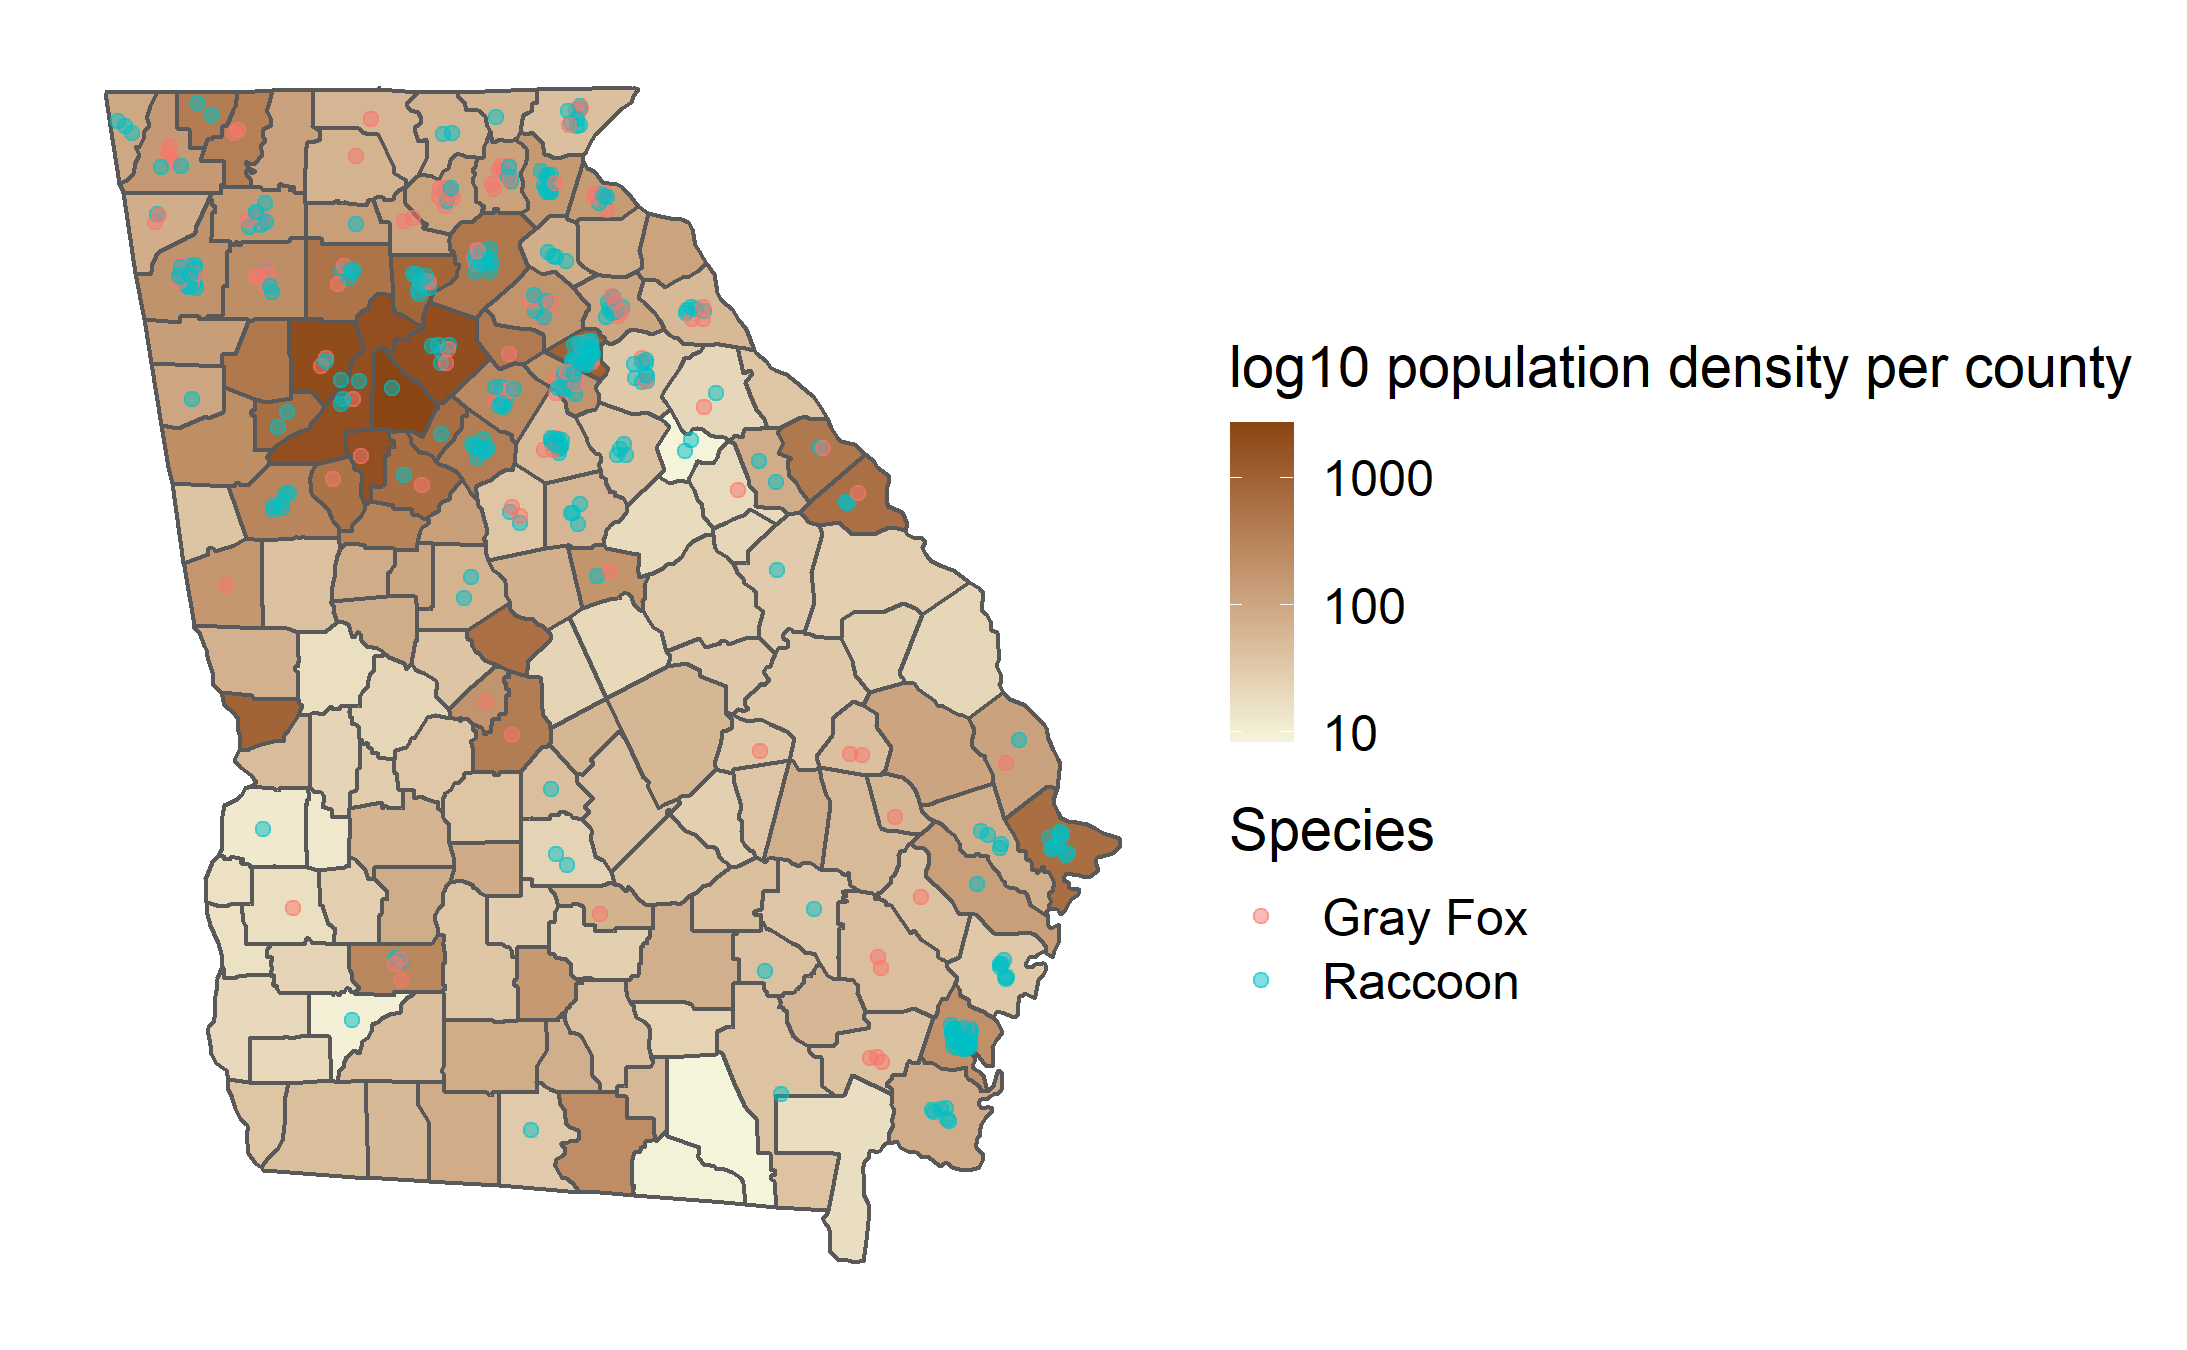 log10 population density per county
1000
100
10
Species
Gray Fox
Raccoon